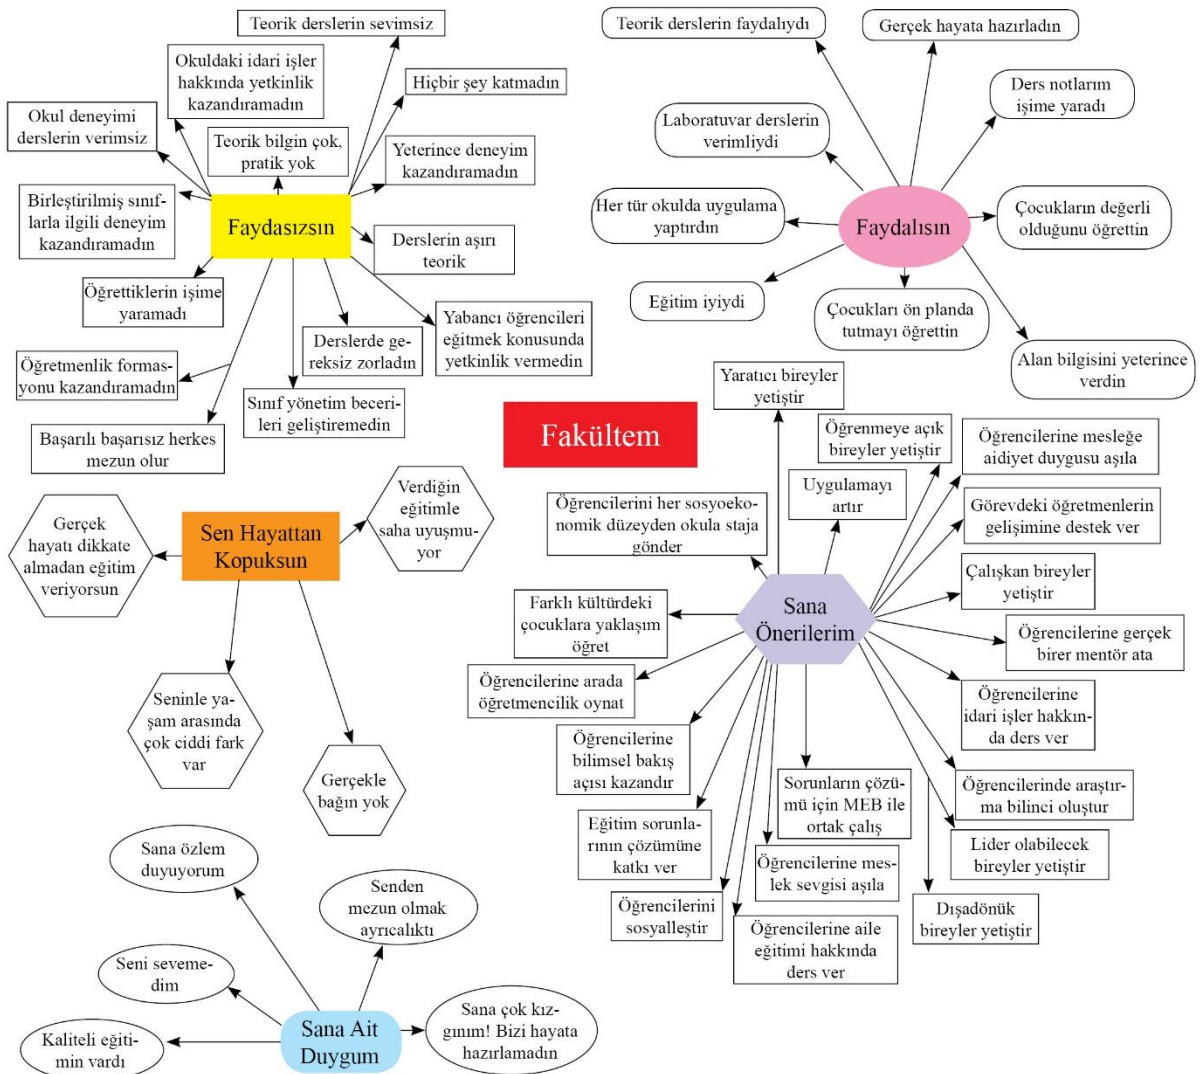 Teorik derslerin sevimsiz
Okuldaki idari işler
hakkında yetkinlik
kazandıramadın
Hiçbir şey katmadın
Okul deneyimi
derslerin verimsiz
Teorik bilgin çok,
pratik yok
Yeterince deneyim
kazandıramadın
Birleştirilmiş sınıf-
larla ilgili deneyim
kazandıramadın
Faydasızsın
Derslerin aşırı
teorik
Öğrettiklerin işime
yaramadı
Derslerde ge-
reksiz zorladın
Yabancı öğrencileri
eğitmek konusunda
yetkinlik vermedin
Öğretmenlik formas-
yonu kazandıramadın
Sınıf yönetim beceri-
leri geliştiremedin
Başarılı başarısız herkes
mezun olur
Teorik derslerin faydalıydı
Gerçek hayata hazırladın
Ders notlarım
işime yaradı
Laboratuvar derslerin
verimliydi
Her tür okulda uygulama
yaptırdın
Faydalısın
Çocukların değerli
olduğunu öğrettin
Eğitim iyiydi
Çocukları ön planda
tutmayı öğrettin
Alan bilgisini yeterince
verdin
Fakültem
Gerçek
hayatı dikkate
almadan eğitim
veriyorsun
Sen Hayattan
Kopuksun
Verdiğin
eğitimle
saha uyuşmu-
yor
Seninle ya-
şam arasında
çok ciddi fark
var
Gerçekle
bağın yok
Yaratıcı bireyler
yetiştir
Öğrenmeye açık
bireyler yetiştir
Öğrencilerine mesleğe
aidiyet duygusu aşıla
Öğrencilerini her sosyoeko-
nomik düzeyden okula staja
gönder
Uygulamayı
artır
Görevdeki öğretmenlerin
gelişimine destek ver
Çalışkan bireyler
yetiştir
Farklı kültürdeki
çocuklara yaklaşım
öğret
Sana
Önerilerim
Öğrencilerine gerçek
birer mentör ata
Öğrencilerine arada
öğretmencilik oynat
Öğrencilerine
idari işler hakkın-
da ders ver
Öğrencilerine
bilimsel bakış
açısı kazandır
Sorunların çözü-
mü için MEB ile
ortak çalış
Öğrencilerinde araştır-
ma bilinci oluştur
Eğitim sorunla-
rının çözümüne
katkı ver
Öğrencilerine mes-
lek sevgisi aşıla
Lider olabilecek
bireyler yetiştir
Öğrencilerini
sosyalleştir
Öğrencilerine aile
eğitimi hakkında
ders ver
Dışadönük
bireyler yetiştir
Sana özlem
duyuyorum
Senden
mezun olmak
ayrıcalıktı
Seni seveme-
dim
Kaliteli eğiti-
min vardı
Sana Ait
Duygum
Sana çok kız-
gınım! Bizi hayata
hazırlamadın